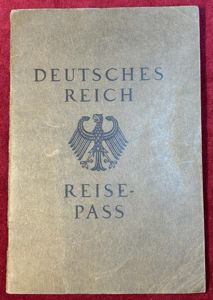 DEUTSCHES
REICH
REISE-
PASS